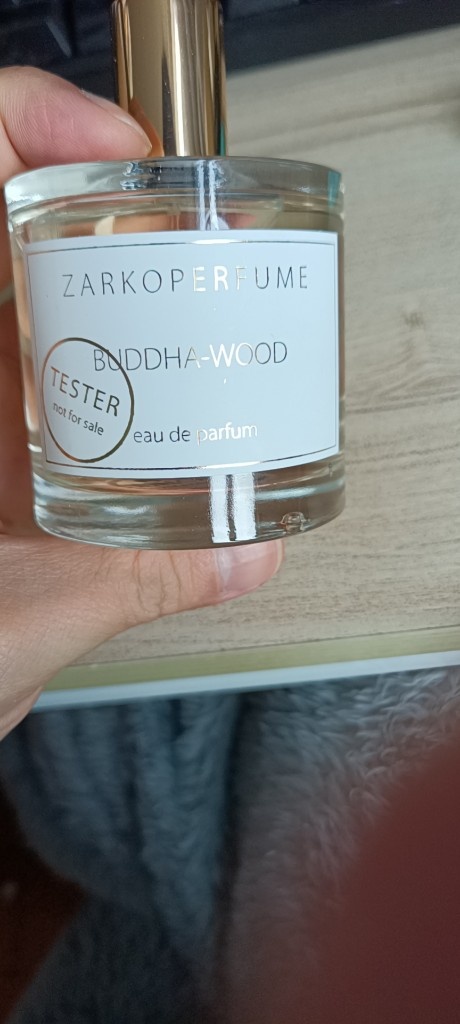 ZARKOPERFUME
BUDDHA-WOOD
TESTER
not for sale
eau de parfum